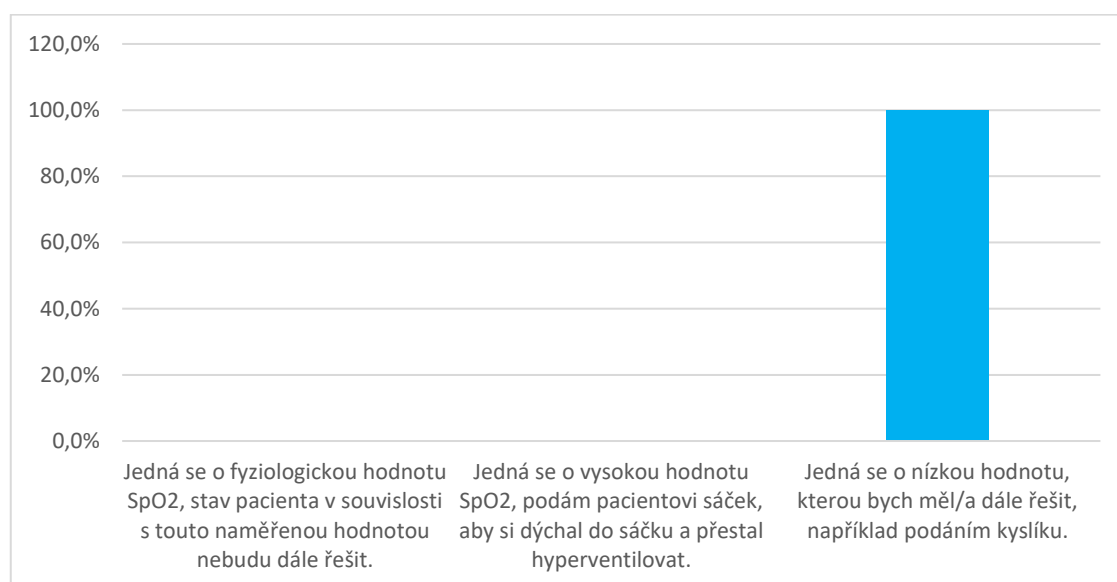 120,0%
100,0%
80,0%
60,0%
40,0%
20,0%
0,0%
Jedná se o fyziologickou hodnotu
SpO2, stav pacienta v souvislosti
s touto naměřenou hodnotou
nebudu dále řešit.
Jedná se o vysokou hodnotu
SpO2, podám pacientovi sáček,
aby si dýchal do sáčku a přestal
hyperventilovat.
Jedná se o nízkou hodnotu,
kterou bych měl/a dále řešit,
například podáním kyslíku.